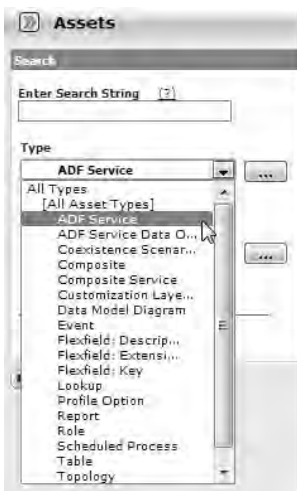 Assets
Search
Enter Search String (?)
Type
ADF Service
...
All Types
[All Asset Types]
ADF Service
ADF Service Data O...
Coexistence Scenar...
...
Composite
Composite Service
Customization Laye...
Data Model Diagram
Event
Flexfield: Descrip...
Flexfield: Extensi...
Flexfield: Key
Lookup
Profile Option
Report
Role
Scheduled Process
Table
Topology